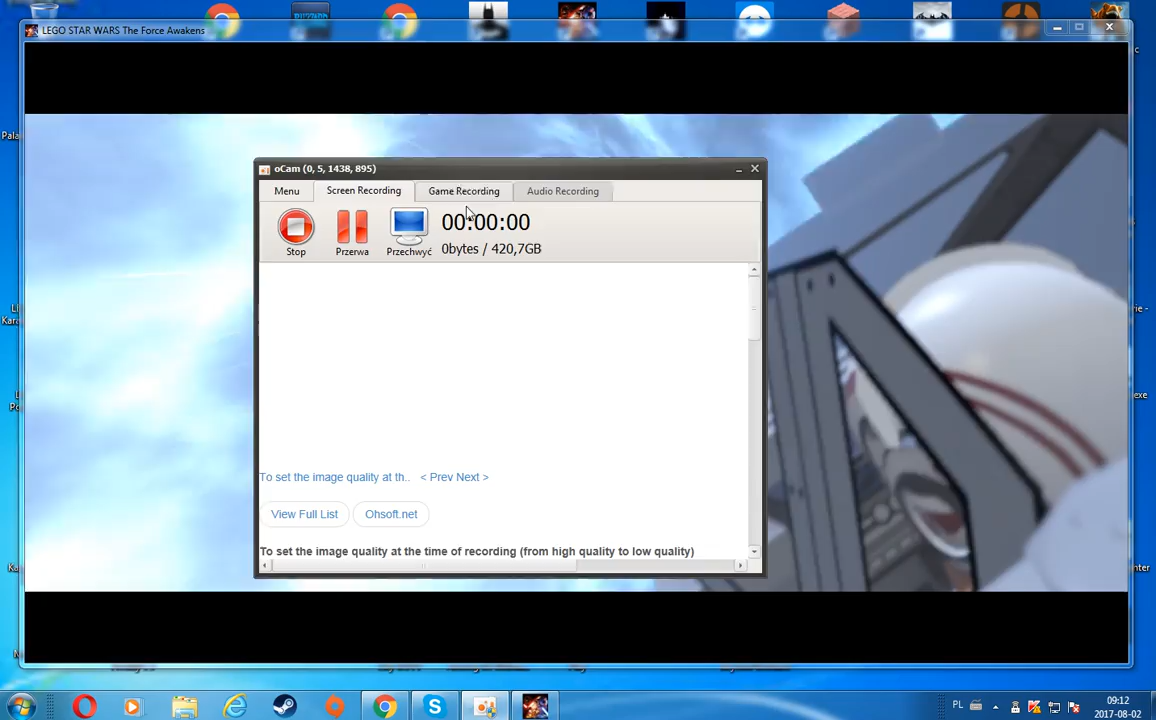 LEGO STAR WARS The Force Awakens
oCam (0, 5, 1438, 895)
Menu
Screen Recording
Game Recording
Audio Recording
00:00:00
0bytes / 420,7GB
Stop
Przerwa
Przechwyć
To set the image quality at th..
< Prev Next >
View Full List
Ohsoft.net
To set the image quality at the time of recording (from high quality to low quality)
PL
09:12
2017-08-02